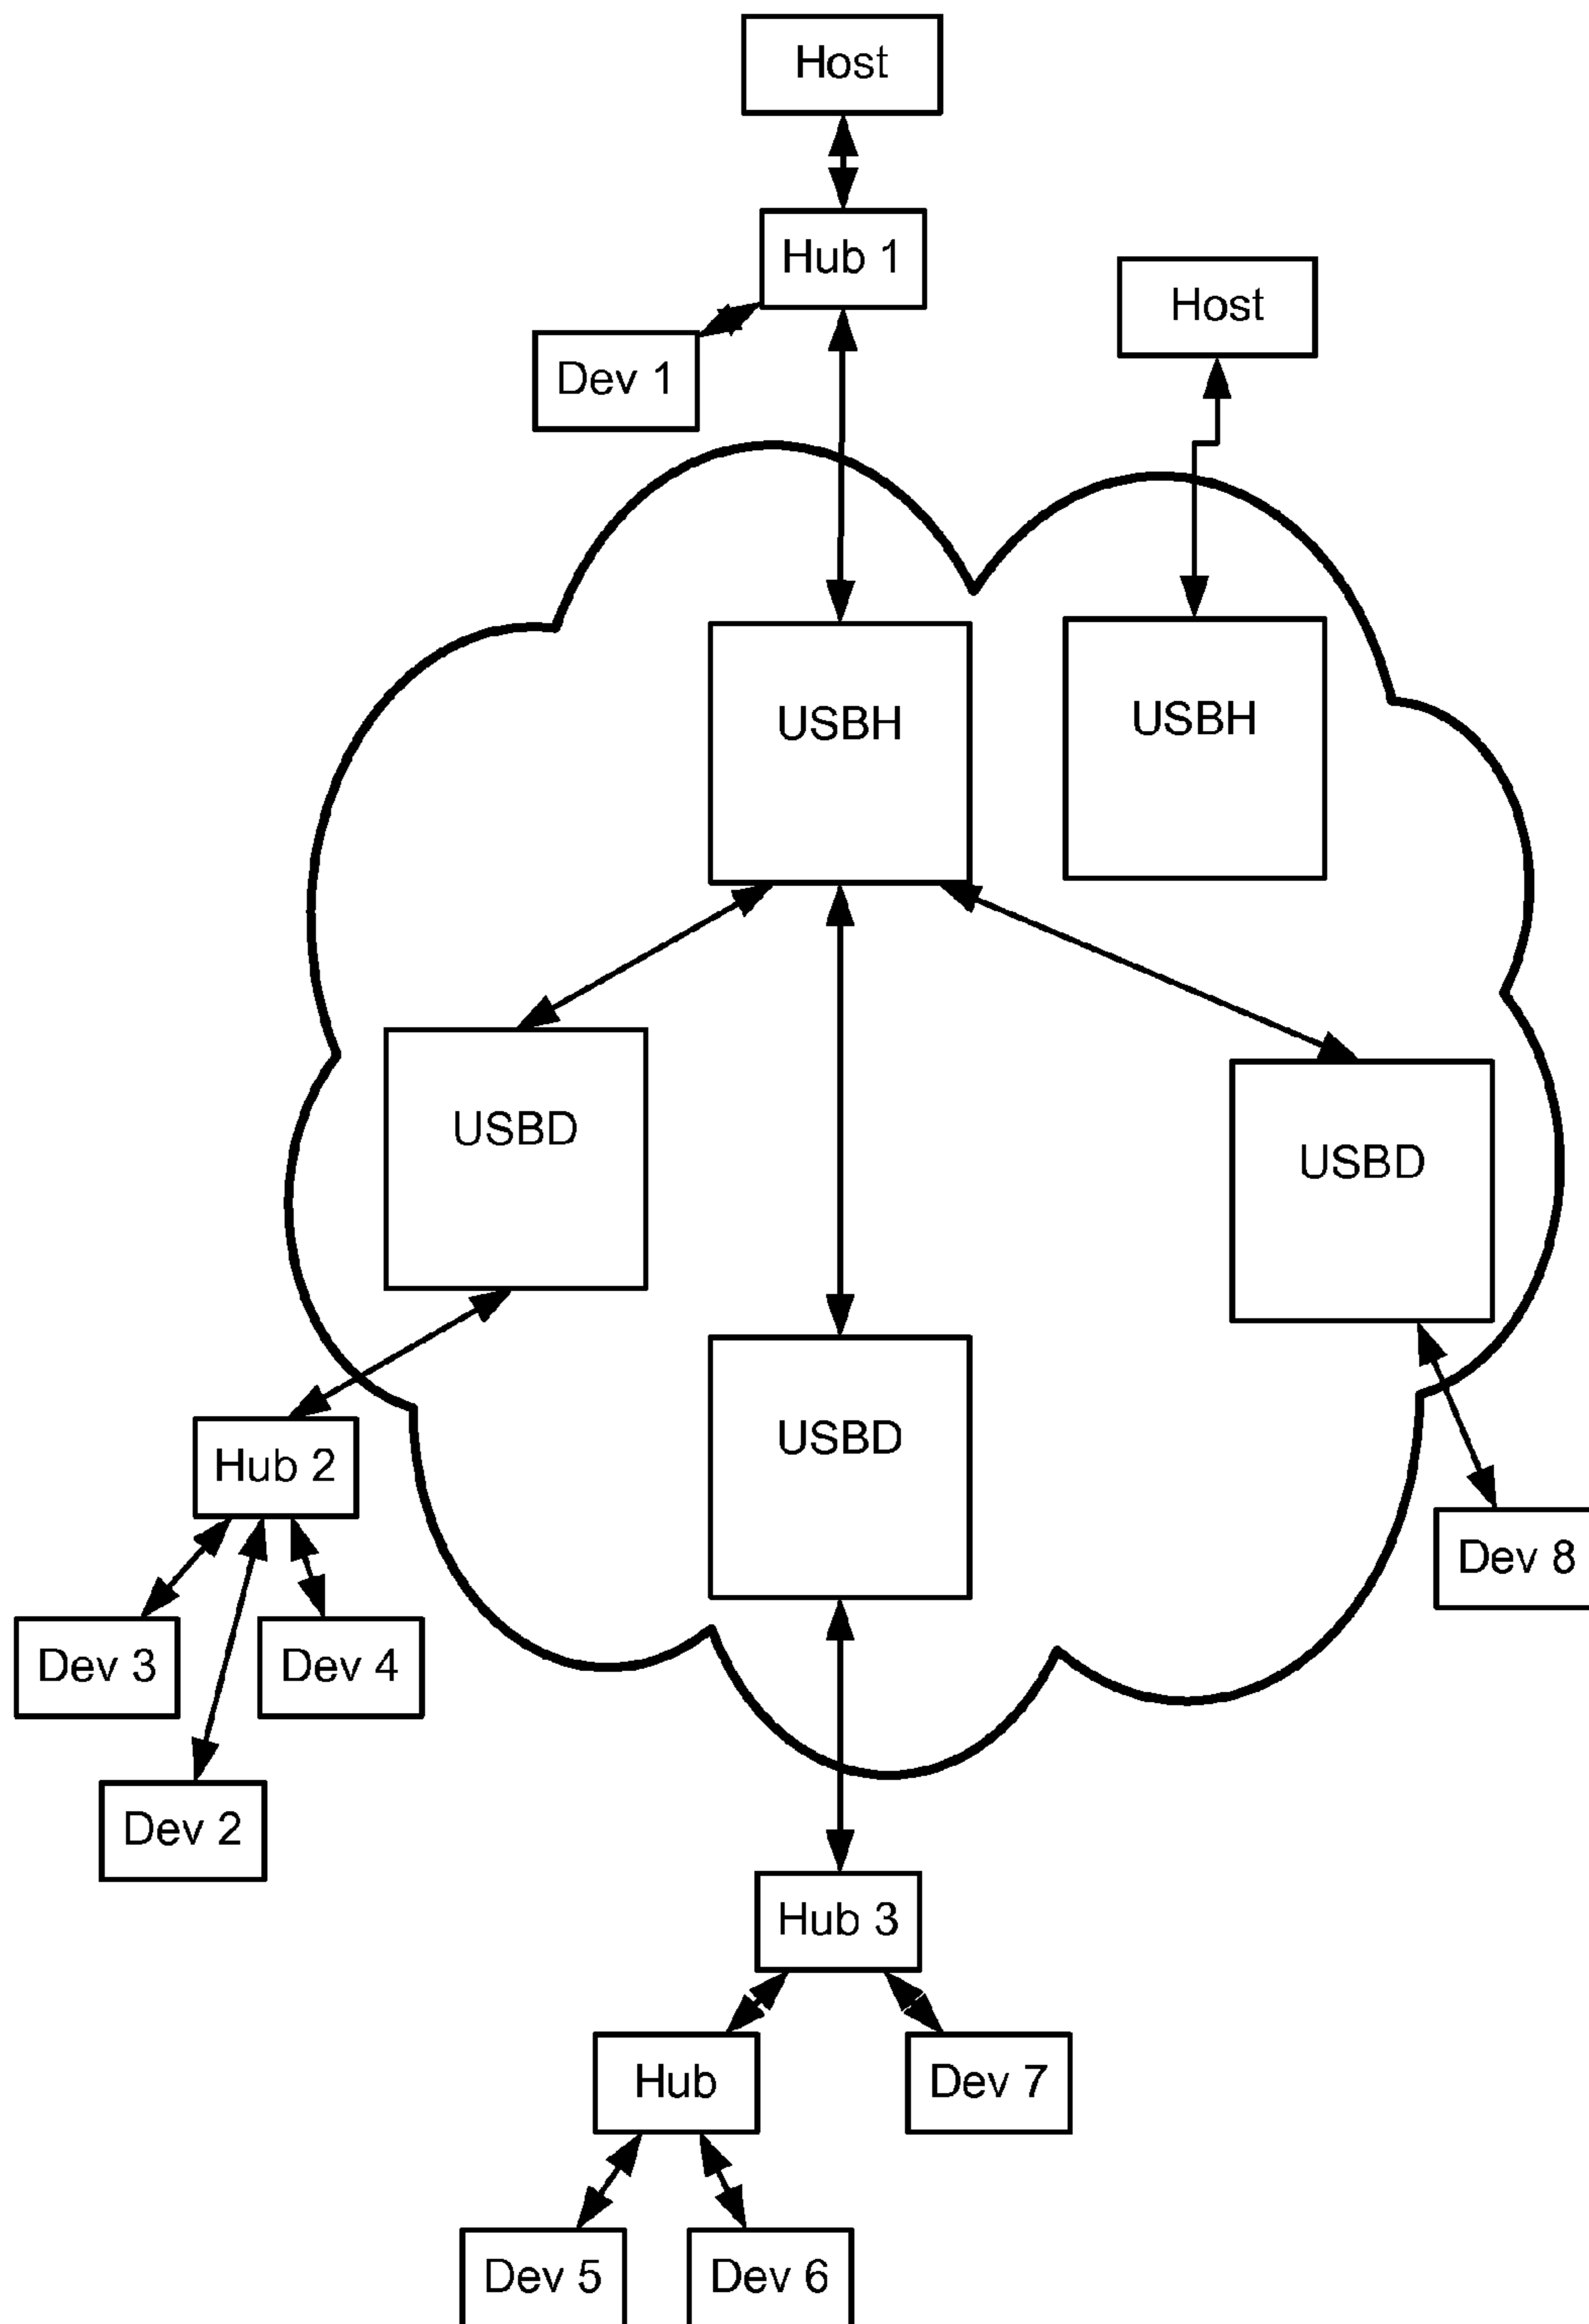 Host
Hub 1
Host
Dev 1
USBH
USBH
USBD
USBD
USBD
Hub 2
Dev 8
Dev 3
Dev 4
Dev 2
Hub 3
Hub
Dev 7
Dev 5
Dev 6